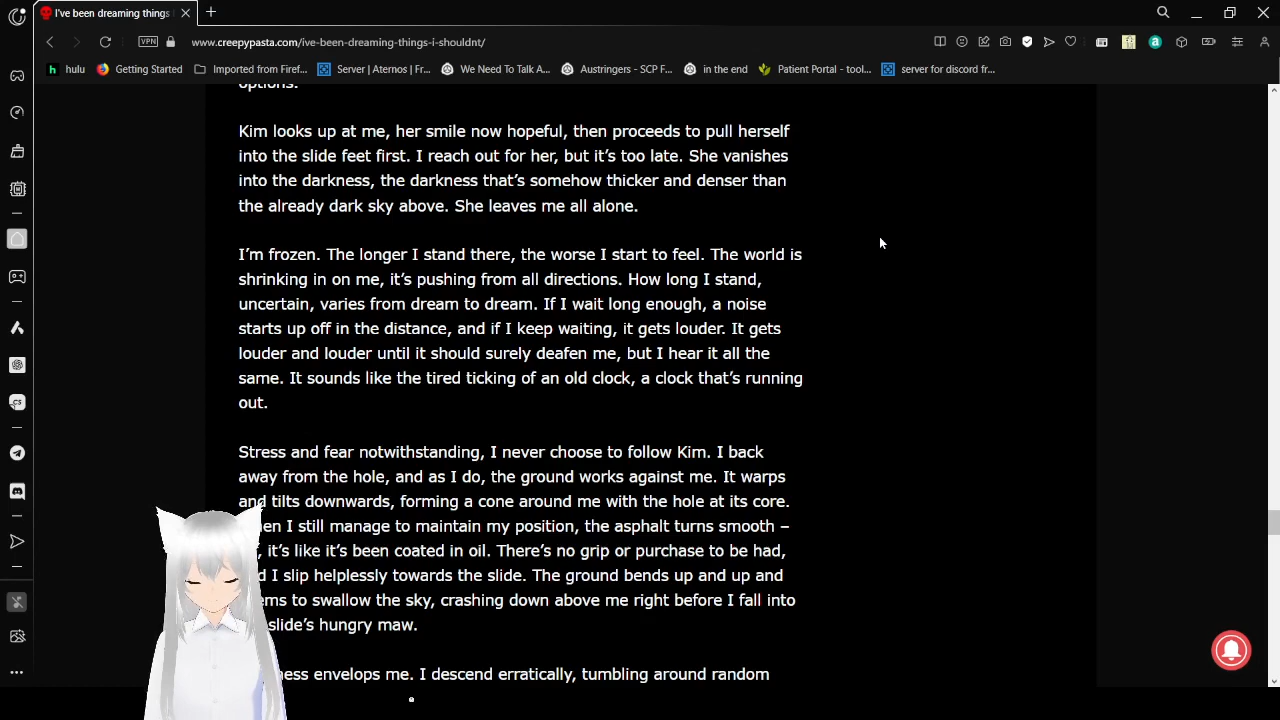 I've been dreaming things
www.creepypasta.com/ive-been-dreaming-things-i-shouldnt/
VPN
hulu
Getting Started
Imported from Firef...
Server | Aternos | Fr...
We Need To Talk A...
Austringers - SCP F...
in the end
Patient Portal - tool...
server for discord fr...
options.
Kim looks up at me, her smile now hopeful, then proceeds to pull herself
into the slide feet first. I reach out for her, but it's too late. She vanishes
into the darkness, the darkness that's somehow thicker and denser than
the already dark sky above. She leaves me all alone.
I'm frozen. The longer I stand there, the worse I start to feel. The world is
shrinking in on me, it's pushing from all directions. How long I stand,
uncertain, varies from dream to dream. If I wait long enough, a noise
starts up off in the distance, and if I keep waiting, it gets louder. It gets
louder and louder until it should surely deafen me, but I hear it all the
same. It sounds like the tired ticking of an old clock, a clock that's running
out.
Stress and fear notwithstanding, I never choose to follow Kim. I back
away from the hole, and as I do, the ground works against me. It warps
and tilts downwards, forming a cone around me with the hole at its core.
I still manage to maintain my position, the asphalt turns smooth –
it's like it's been coated in oil. There's no grip or purchase to be had,
I slip helplessly towards the slide. The ground bends up and up and
to swallow the sky, crashing down above me right before I fall into
slide's hungry maw.
envelops me. I descend erratically, tumbling around random